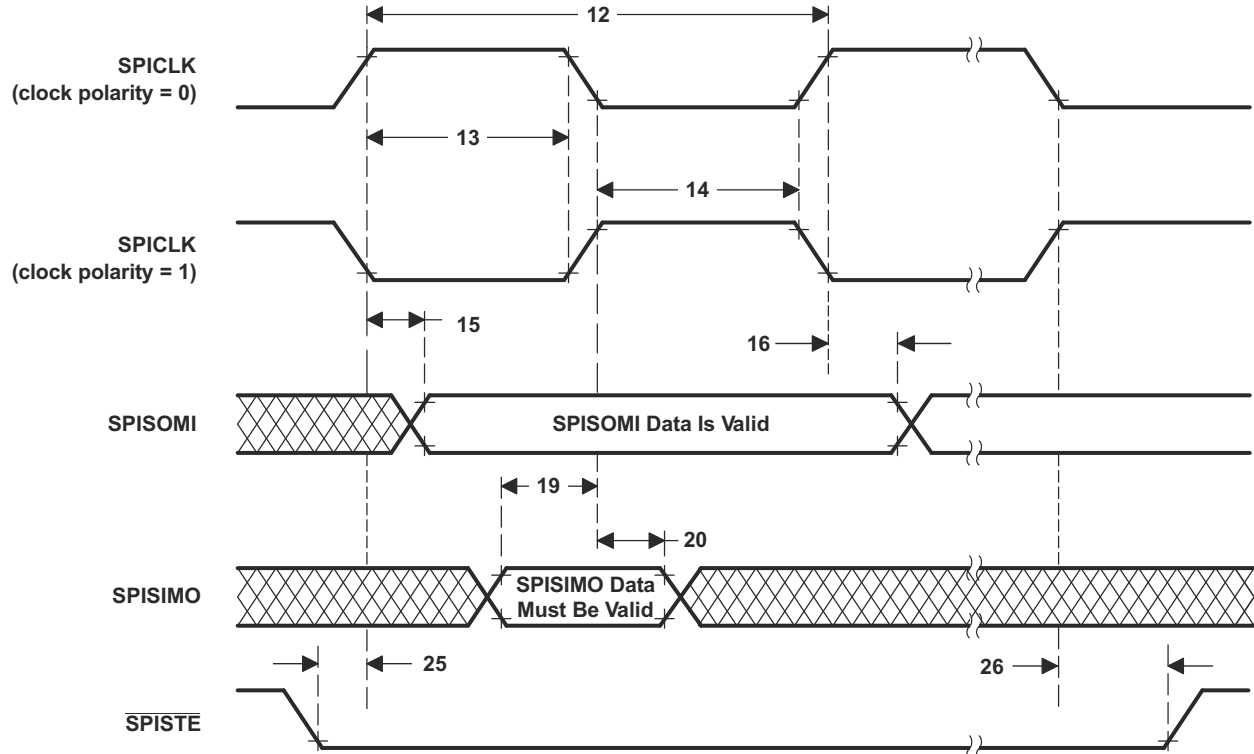 12
SPICLK
(clock polarity = 0)
13
14
SPICLK
(clock polarity = 1)
15
16
SPISOMI
SPISOMI Data Is Valid
19
20
SPISIMO
SPISIMO Data
Must Be Valid
25
26
SPISTE